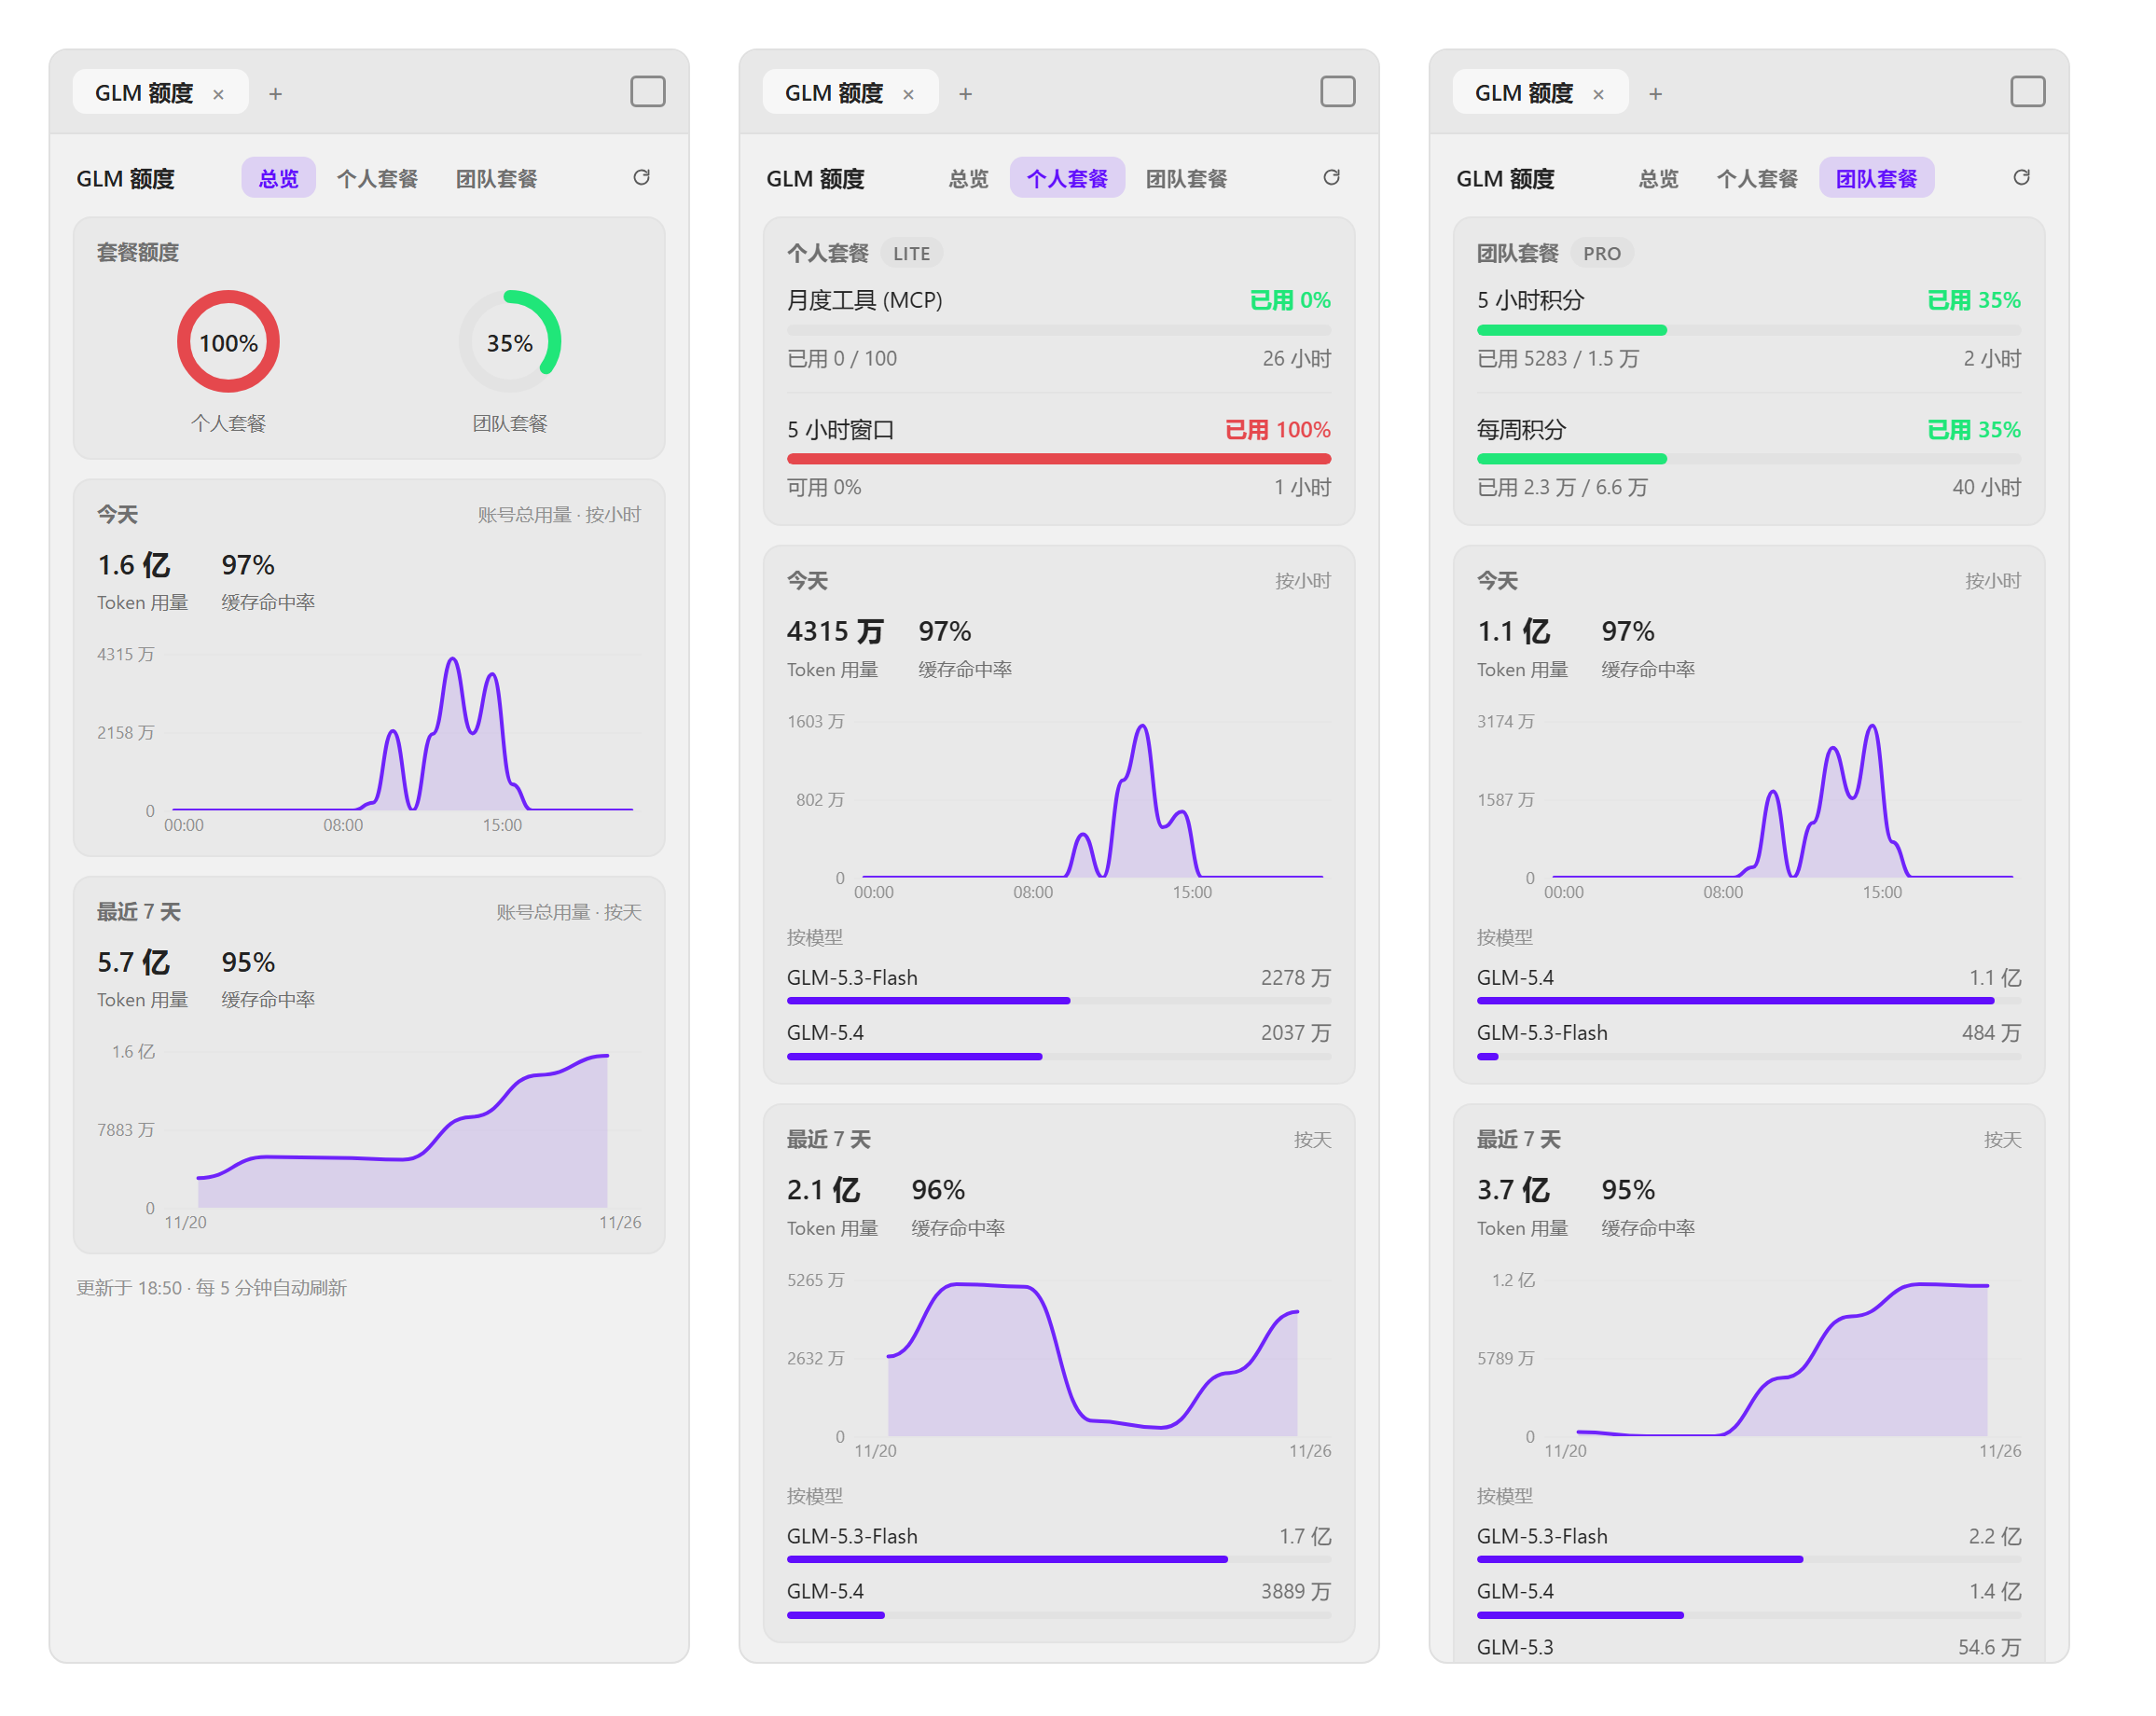 GLM 额度 × +
GLM 额度 总览 个人套餐 团队套餐
套餐额度
100% 35%
个人套餐 团队套餐
今天 账号总用量 · 按小时
1.6 亿 97%
Token 用量 缓存命中率
4315 万
2158 万
0
00:00 08:00 15:00
最近 7 天 账号总用量 · 按天
5.7 亿 95%
Token 用量 缓存命中率
1.6 亿
7883 万
0
11/20 11/26
更新于 18:50 · 每 5 分钟自动刷新
GLM 额度 × +
GLM 额度 总览 个人套餐 团队套餐
个人套餐 LITE
月度工具 (MCP) 已用 0%
已用 0 / 100 26 小时
5 小时窗口 已用 100%
可用 0% 1 小时
今天 按小时
4315 万 97%
Token 用量 缓存命中率
1603 万
802 万
0
00:00 08:00 15:00
按模型
GLM-5.3-Flash 2278 万
GLM-5.4 2037 万
最近 7 天 按天
2.1 亿 96%
Token 用量 缓存命中率
5265 万
2632 万
0
11/20 11/26
按模型
GLM-5.3-Flash 1.7 亿
GLM-5.4 3889 万
GLM 额度 × +
GLM 额度 总览 个人套餐 团队套餐
团队套餐 PRO
5 小时积分 已用 35%
已用 5283 / 1.5 万 2 小时
每周积分 已用 35%
已用 2.3 万 / 6.6 万 40 小时
今天 按小时
1.1 亿 97%
Token 用量 缓存命中率
3174 万
1587 万
0
00:00 08:00 15:00
按模型
GLM-5.4 1.1 亿
GLM-5.3-Flash 484 万
最近 7 天 按天
3.7 亿 95%
Token 用量 缓存命中率
1.2 亿
5789 万
0
11/20 11/26
按模型
GLM-5.3-Flash 2.2 亿
GLM-5.4 1.4 亿
GLM-5.3 54.6 万